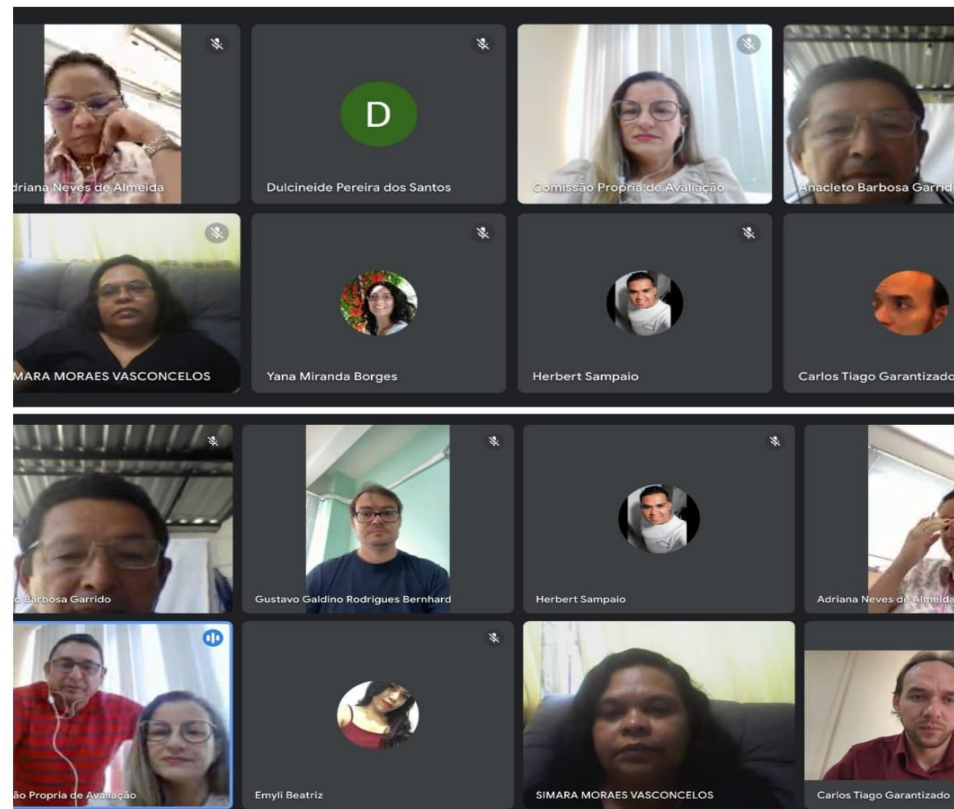 driana Neves de Almeida
D
Dulcineide Pereira dos Santos
Comissão Propria de Avaliação
Anacleto Barbosa Garrid
MARA MORAES VASCONCELOS
Yana Miranda Borges
Herbert Sampaio
Carlos Tiago Garantizado
o Barbosa Garrido
Gustavo Galdino Rodrigues Bernhard
Herbert Sampaio
Adriana Neves de Almeida
ão Propria de Avaliação
Emyli Beatriz
SIMARA MORAES VASCONCELOS
Carlos Tiago Garantizado